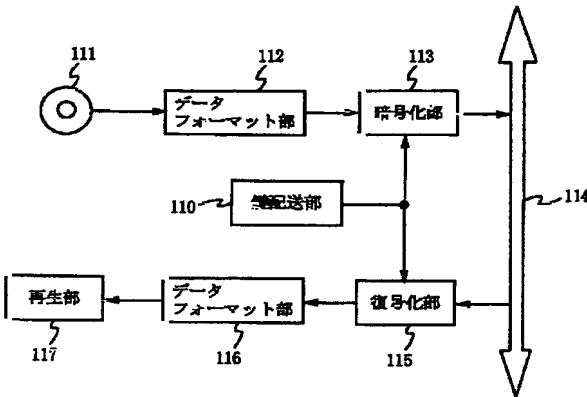 111
112
113
データ
フォーマット部
暗号化部
110
鍵配送部
114
再生部
データ
フォーマット部
復号化部
117
116
115